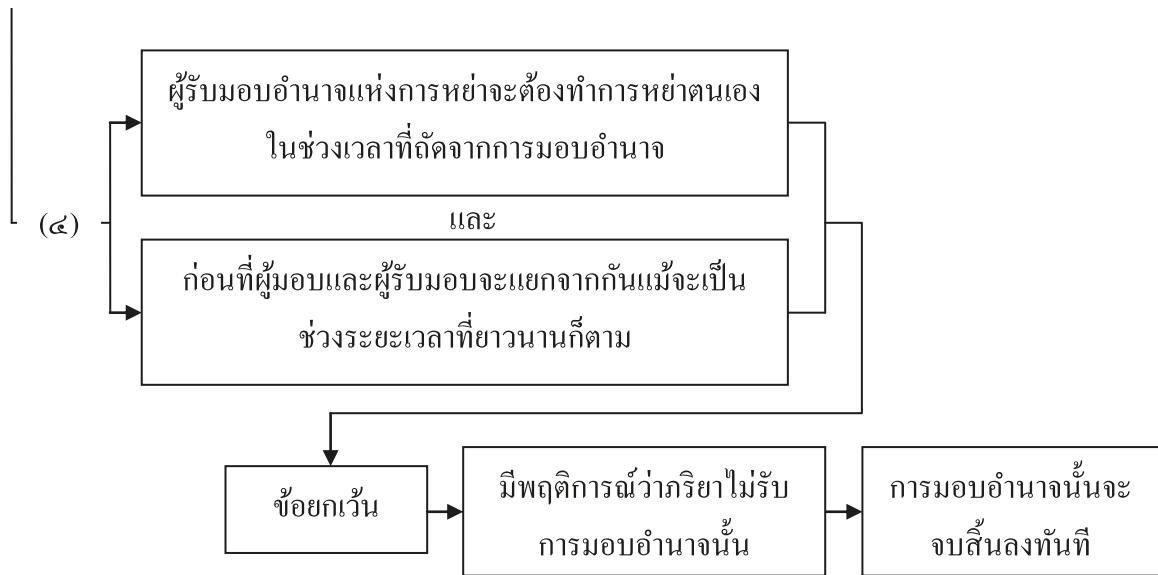 ผู้รับมอบอำนาจแห่งการหย่าจะต้องทำการหย่าตนเอง
ในช่วงเวลาที่ถัดจากการมอบอำนาจ
(๔)
และ
ก่อนที่ผู้มอบและผู้รับมอบจะแยกจากกันแม้จะเป็น
ช่วงระยะเวลาที่ยาวนานก็ตาม
ข้อยกเว้น
มีพฤติการณ์ว่าภริยาไม่รับ
การมอบอำนาจนั้น
การมอบอำนาจนั้นจะ
จบสิ้นลงทันที